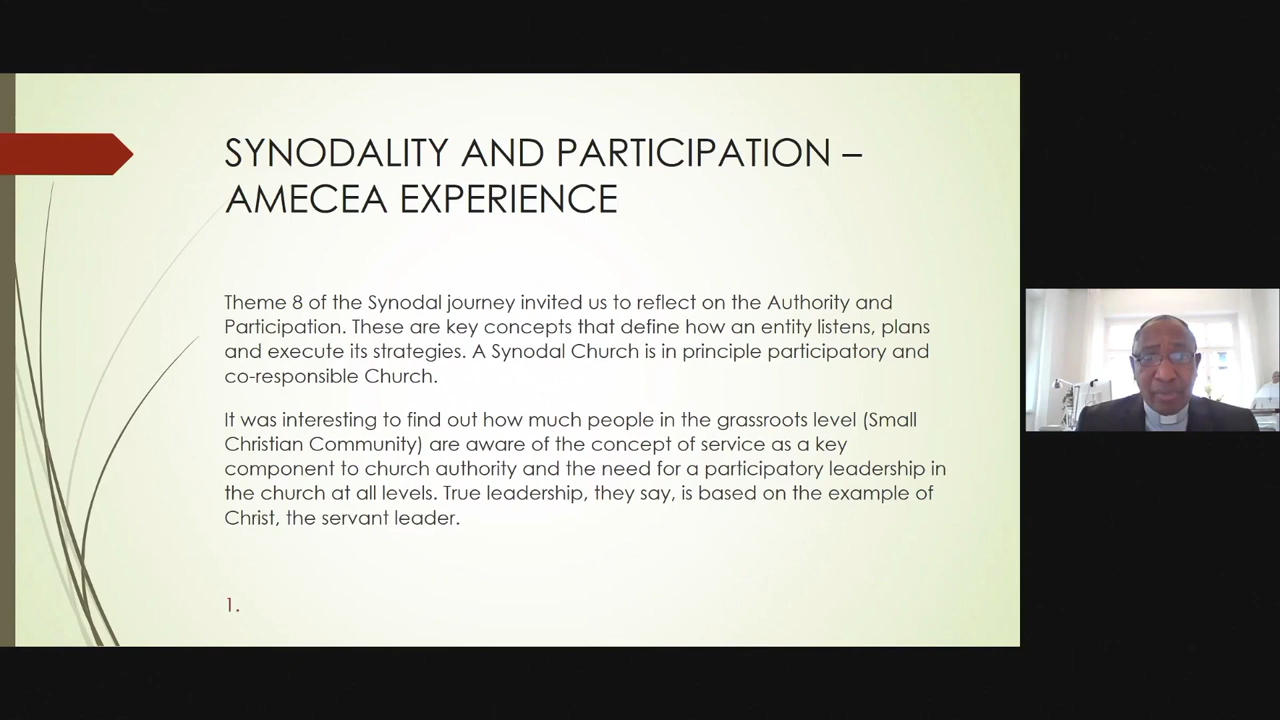 SYNODALITY AND PARTICIPATION –
AMECEA EXPERIENCE
Theme 8 of the Synodal journey invited us to reflect on the Authority and
Participation. These are key concepts that define how an entity listens, plans
and execute its strategies. A Synodal Church is in principle participatory and
co-responsible Church.
It was interesting to find out how much people in the grassroots level (Small
Christian Community) are aware of the concept of service as a key
component to church authority and the need for a participatory leadership in
the church at all levels. True leadership, they say, is based on the example of
Christ, the servant leader.
1.